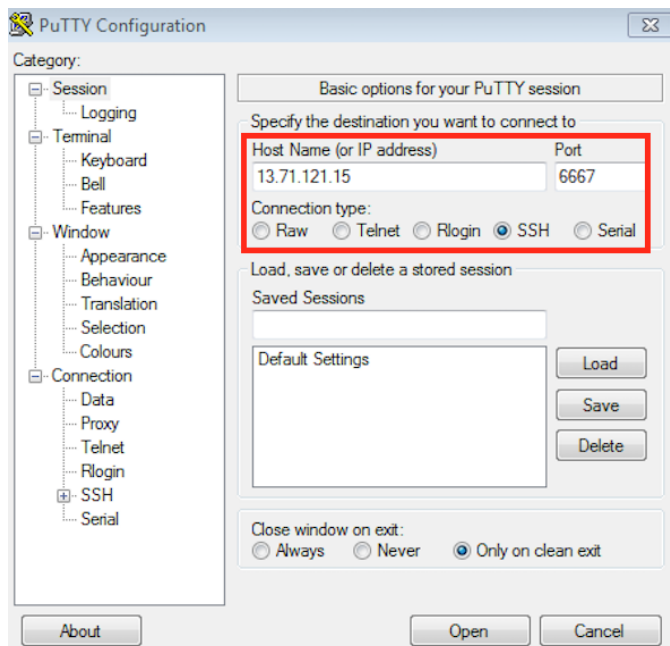 PuTTY Configuration
Category:
Session
Logging
Terminal
Keyboard
Bell
Features
Window
Appearance
Behaviour
Translation
Selection
Colours
Connection
Data
Proxy
Telnet
Rlogin
SSH
Serial
Basic options for your PuTTY session
Specify the destination you want to connect to
Host Name (or IP address) Port
13.71.121.15 6667
Connection type:
Raw Telnet Rlogin SSH Serial
Load, save or delete a stored session
Saved Sessions
Default Settings
Load
Save
Delete
Close window on exit:
Always Never Only on clean exit
About Open Cancel